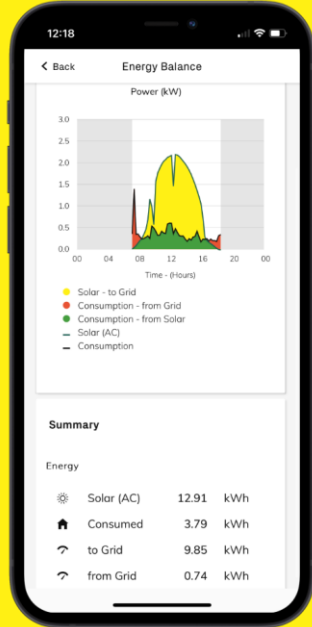 12:18
Back Energy Balance
Power (kW)
3.0
2.5
2.0
1.5
1.0
0.5
0.0
00 04 08 12 16 20 00
Time - (Hours)
Solar - to Grid
Consumption - from Grid
Consumption - from Solar
Solar (AC)
Consumption
Summary
Energy
Solar (AC) 12.91 kWh
Consumed 3.79 kWh
to Grid 9.85 kWh
from Grid 0.74 kWh